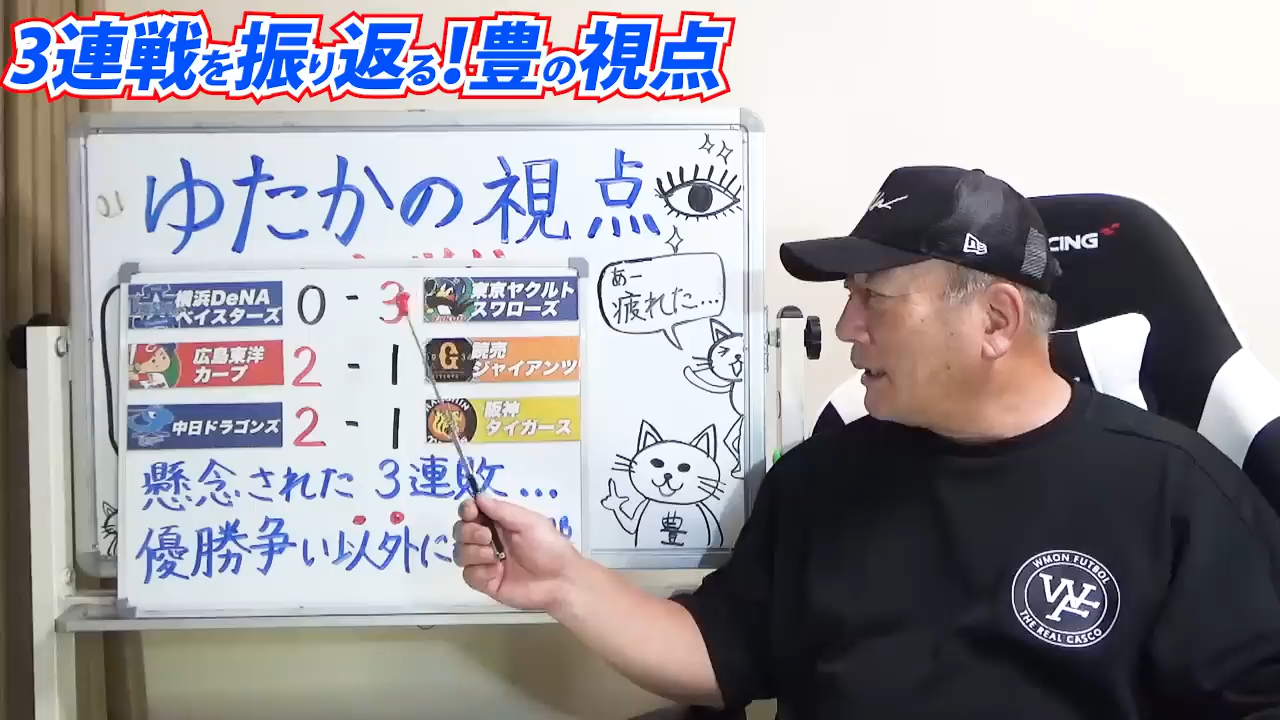 3連戦を振り返る!豊の視点
ゆたかの視点
横浜DeNA
ベイスターズ
0 - 3
東京ヤクルト
スワローズ
広島東洋
カープ
2 - 1
読売
ジャイアンツ
中日ドラゴンズ
2 - 1
阪神
タイガース
懸念された 3連敗...
優勝争い以外に
あー
疲れた...
豊
CING
WMON FUTBOL
WF
THE REAL CASCO